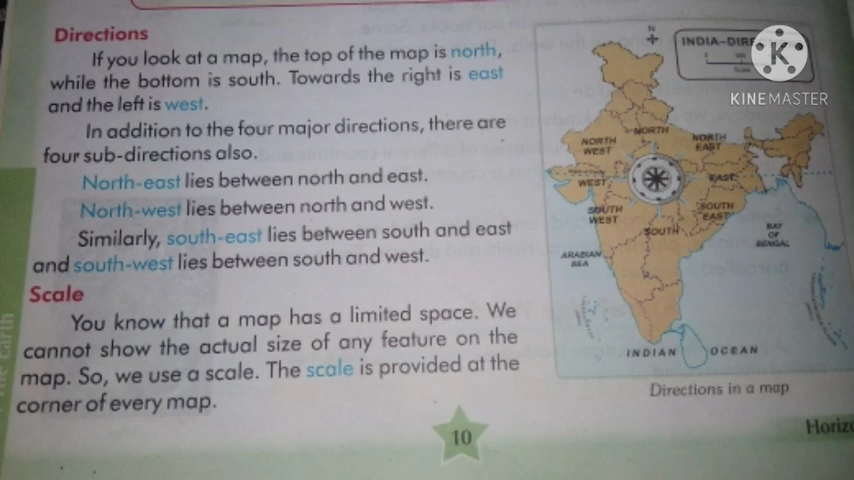 Directions
If you look at a map, the top of the map is north,
while the bottom is south. Towards the right is east
and the left is west.
In addition to the four major directions, there are
four sub-directions also.
North-east lies between north and east.
North-west lies between north and west.
Similarly, south-east lies between south and east
and south-west lies between south and west.
Scale
You know that a map has a limited space. We
cannot show the actual size of any feature on the
map. So, we use a scale. The scale is provided at the
corner of every map.
10
N
INDIA-DIRE
K
KINEMASTER
Scale
NORTH
NORTH
WEST
NORTH
EAST
WEST
EAST
SOUTH
WEST
SOUTH
EAST
SOUTH
ARABIAN
SEA
BAY
OF
BENGAL
INDIAN OCEAN
Directions in a map
Horizo